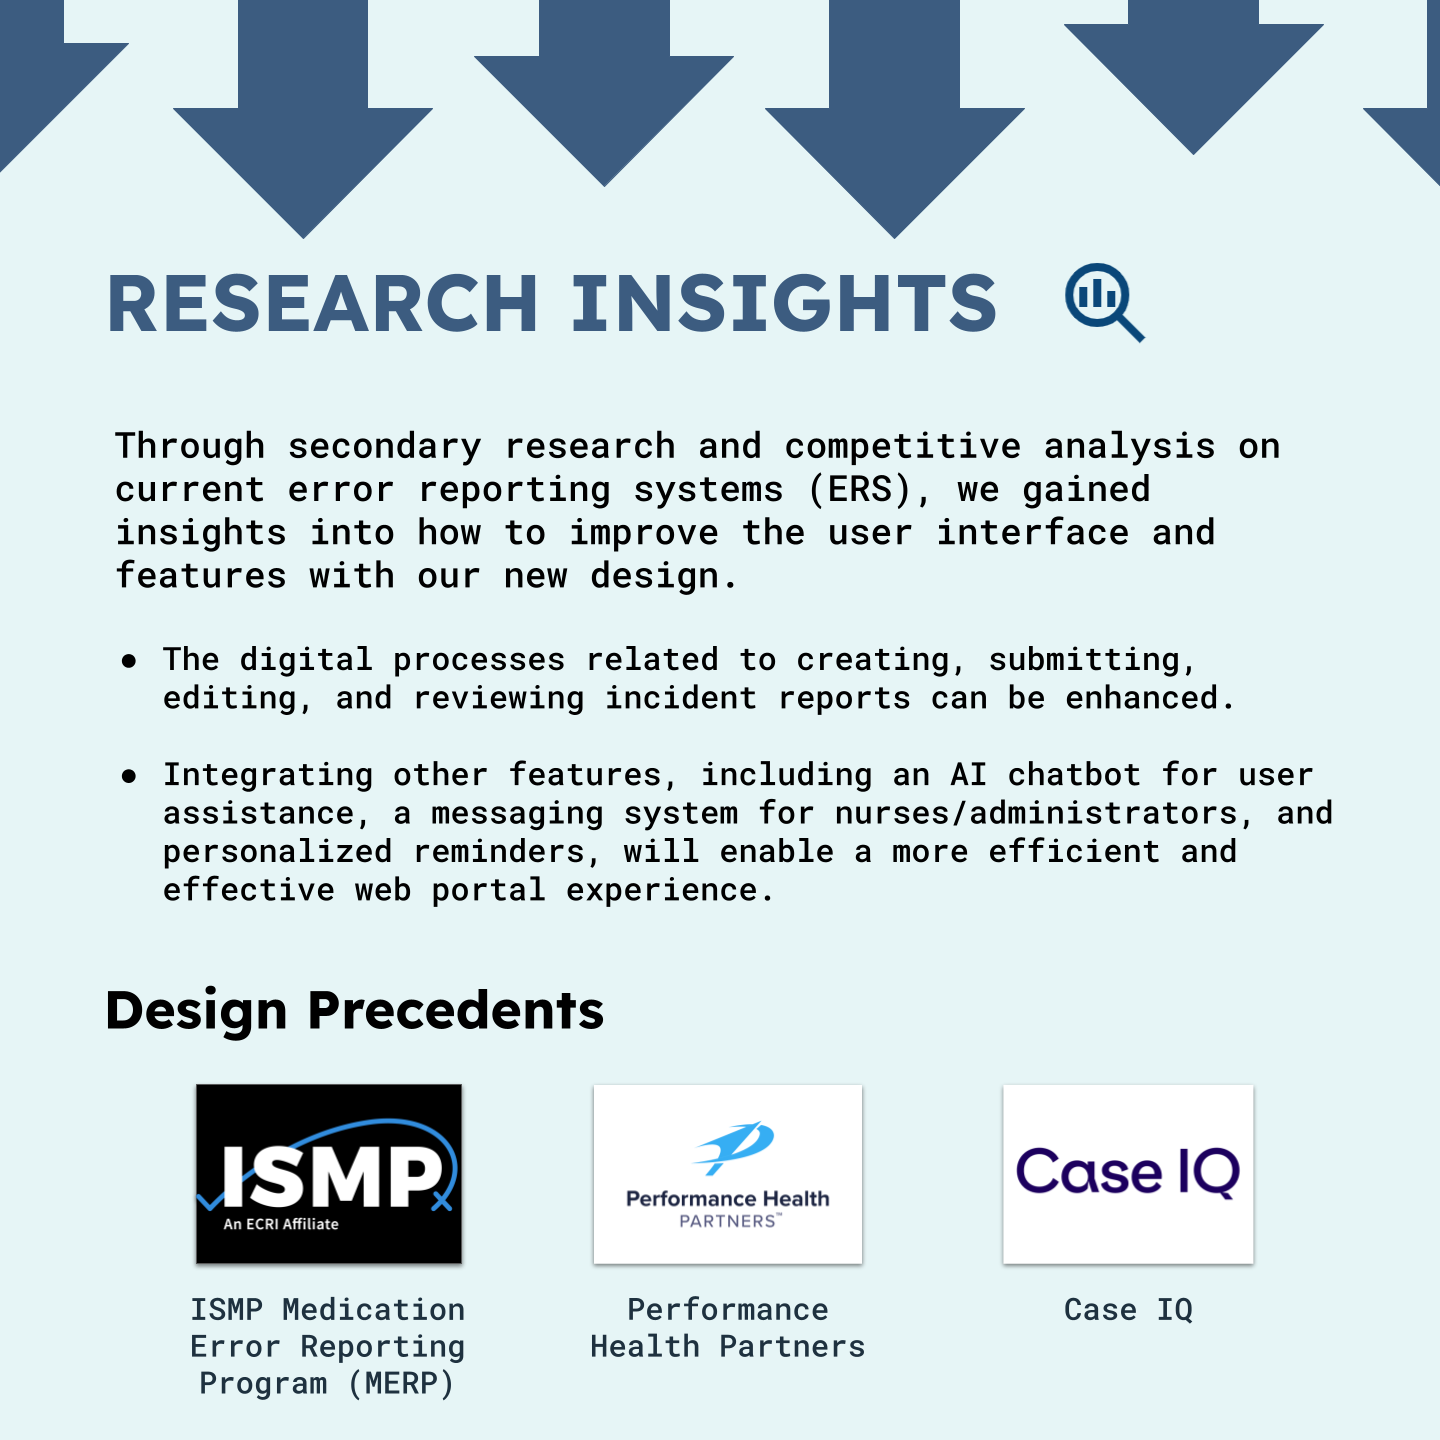 RESEARCH INSIGHTS
Through secondary research and competitive analysis on
current error reporting systems (ERS), we gained
insights into how to improve the user interface and
features with our new design.
● The digital processes related to creating, submitting,
editing, and reviewing incident reports can be enhanced.
● Integrating other features, including an AI chatbot for user
assistance, a messaging system for nurses/administrators, and
personalized reminders, will enable a more efficient and
effective web portal experience.
Design Precedents
ISMP
An ECRI Affiliate
Performance Health
PARTNERS™
Case IQ
ISMP Medication
Error Reporting
Program (MERP)
Performance
Health Partners
Case IQ